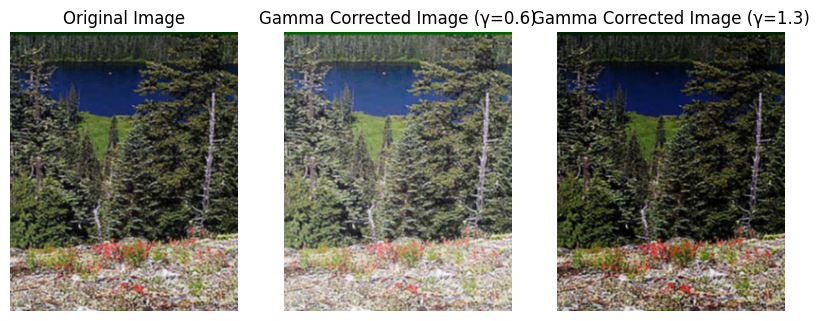 Original Image
Gamma Corrected Image (γ=0.6)
Gamma Corrected Image (γ=1.3)